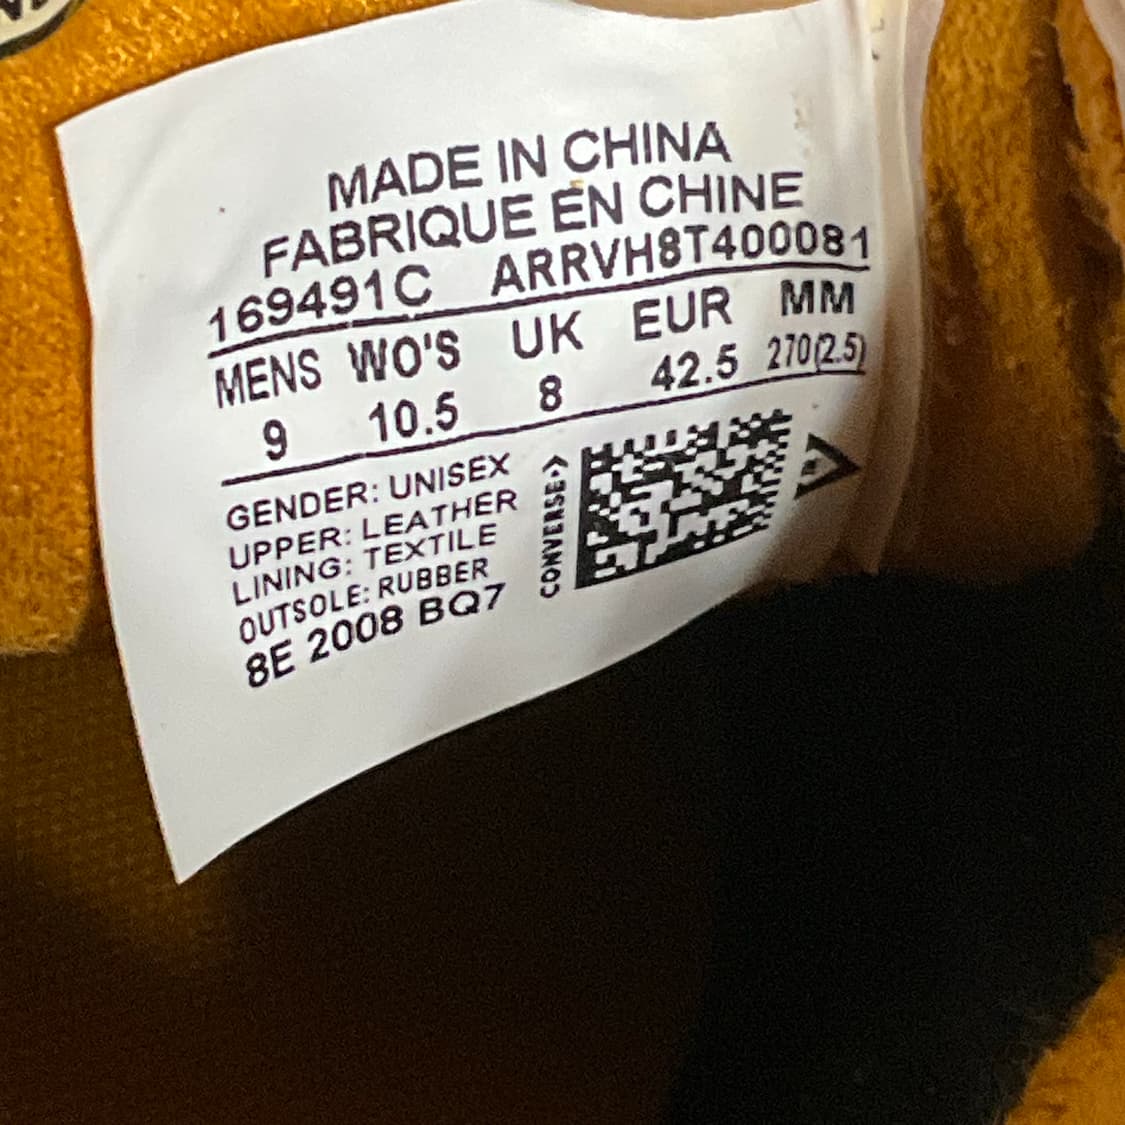 MADE IN CHINA
FABRIQUE EN CHINE
169491C ARRVH8T400081
MENS WO'S UK EUR MM
9 10.5 8 42.5 270(2.5)
GENDER: UNISEX
UPPER: LEATHER
LINING: TEXTILE
OUTSOLE: RUBBER
8E 2008 BQ7
CONVERSE